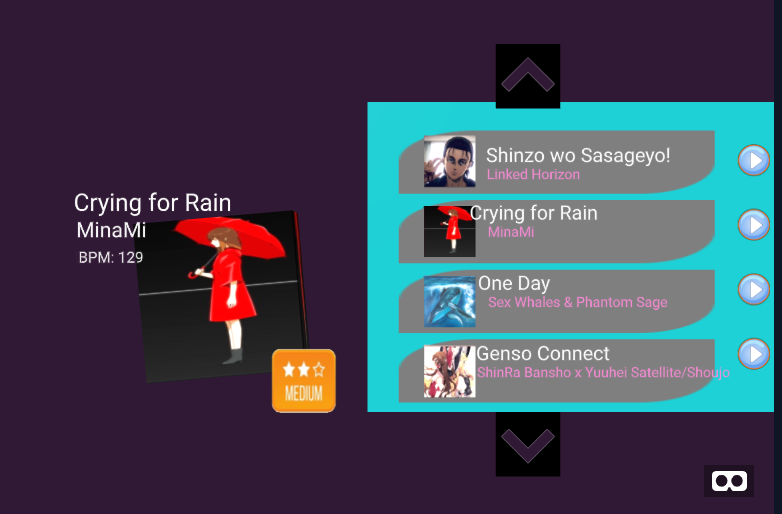 Crying for Rain
MinaMi
BPM: 129
MEDIUM
Shinzo wo Sasageyo!
Linked Horizon
Crying for Rain
MinaMi
One Day
Sex Whales & Phantom Sage
Genso Connect
ShinRa Bansho x Yuuhei Satellite/Shoujo